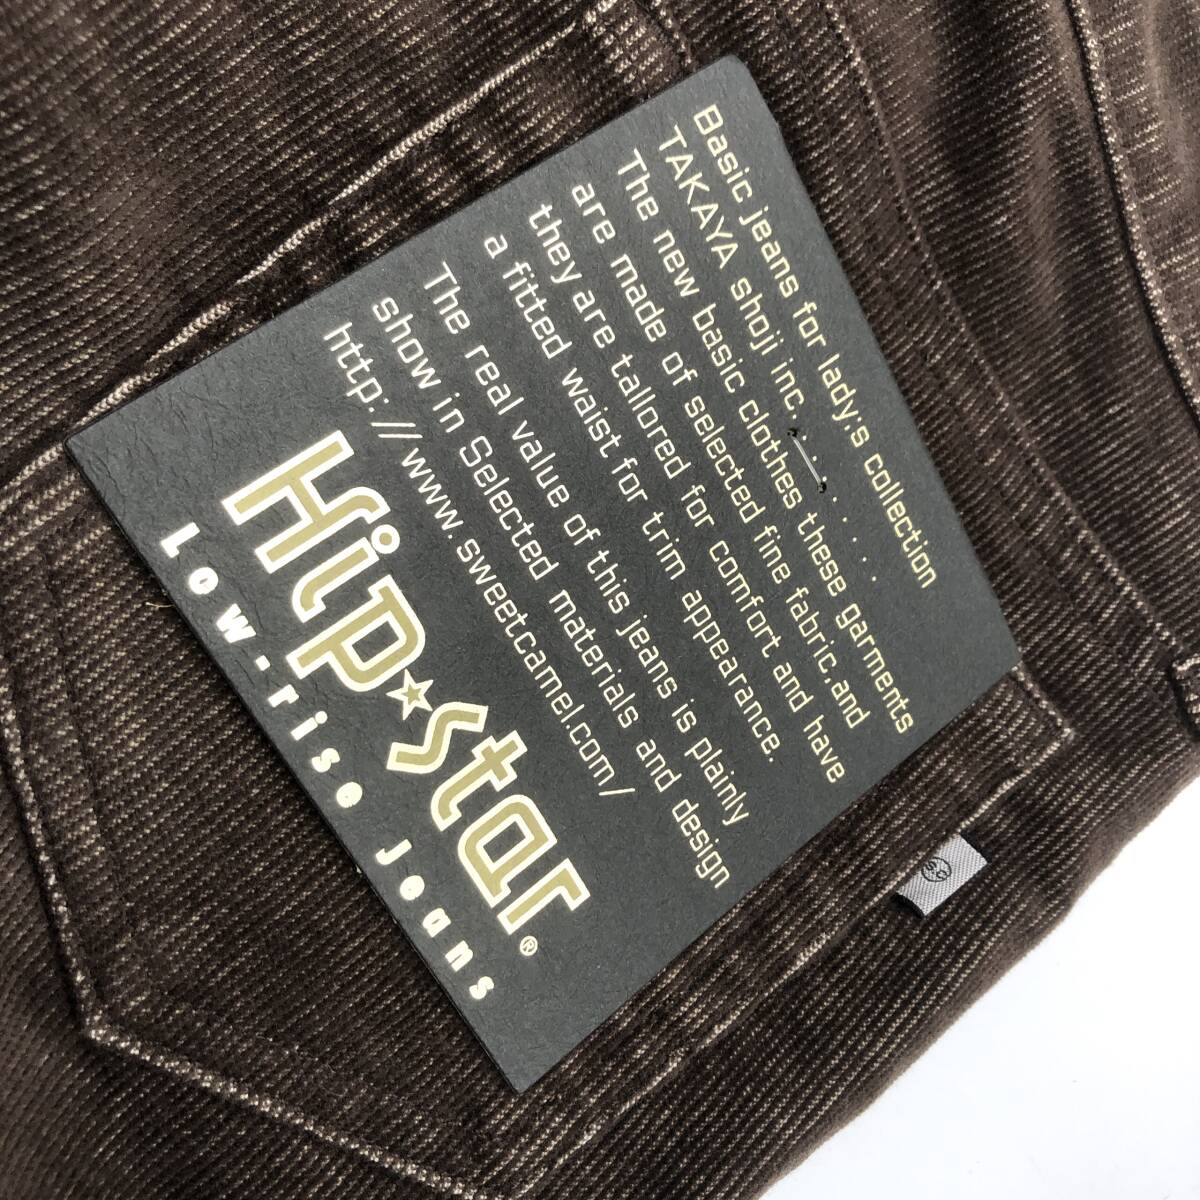 Basic jeans for lady;s collection
TAKAYA shoji inc. . . . . . .
The new basic clothes these garments
are made of selected fine fabric,and
they are tallored for comfort and have
a fitted waist for trim appearance.
The real value of this jeans is plainly
show in Selected materials and design
http://www.sweetcamel.com/
Hip★Star®
Low-rise Jeans
S.C